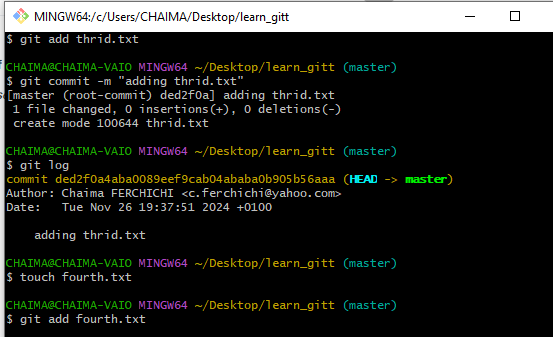 MINGW64:/c/Users/CHAIMA/Desktop/learn_gitt
$ git add thrid.txt
CHAIMA@CHAIMA-VAIO MINGW64 ~/Desktop/learn_gitt (master)
$ git commit -m "adding thrid.txt"
[master (root-commit) ded2f0a] adding thrid.txt
 1 file changed, 0 insertions(+), 0 deletions(-)
 create mode 100644 thrid.txt
CHAIMA@CHAIMA-VAIO MINGW64 ~/Desktop/learn_gitt (master)
$ git log
commit ded2f0a4aba0089eef9cab04ababa0b905b56aaa (HEAD -> master)
Author: Chaima FERCHICHI <c.ferchichi@yahoo.com>
Date:   Tue Nov 26 19:37:51 2024 +0100
    adding thrid.txt
CHAIMA@CHAIMA-VAIO MINGW64 ~/Desktop/learn_gitt (master)
$ touch fourth.txt
CHAIMA@CHAIMA-VAIO MINGW64 ~/Desktop/learn_gitt (master)
$ git add fourth.txt